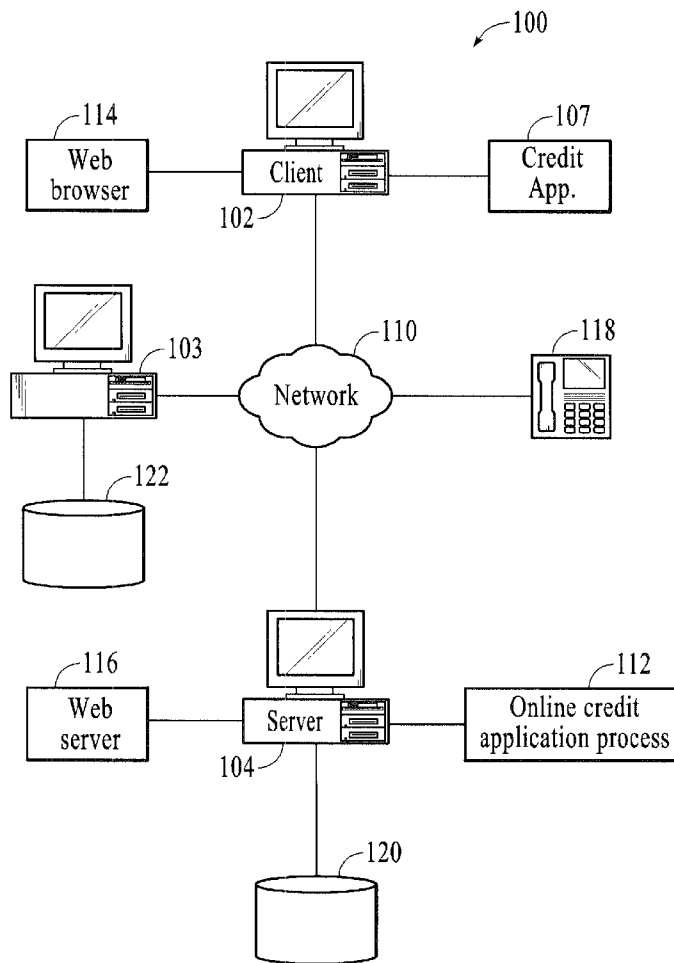 100
114
107
Web
browser
Client
Credit
App.
102
103
110
118
Network
122
116
112
Web
server
Server
Online credit
application process
104
120